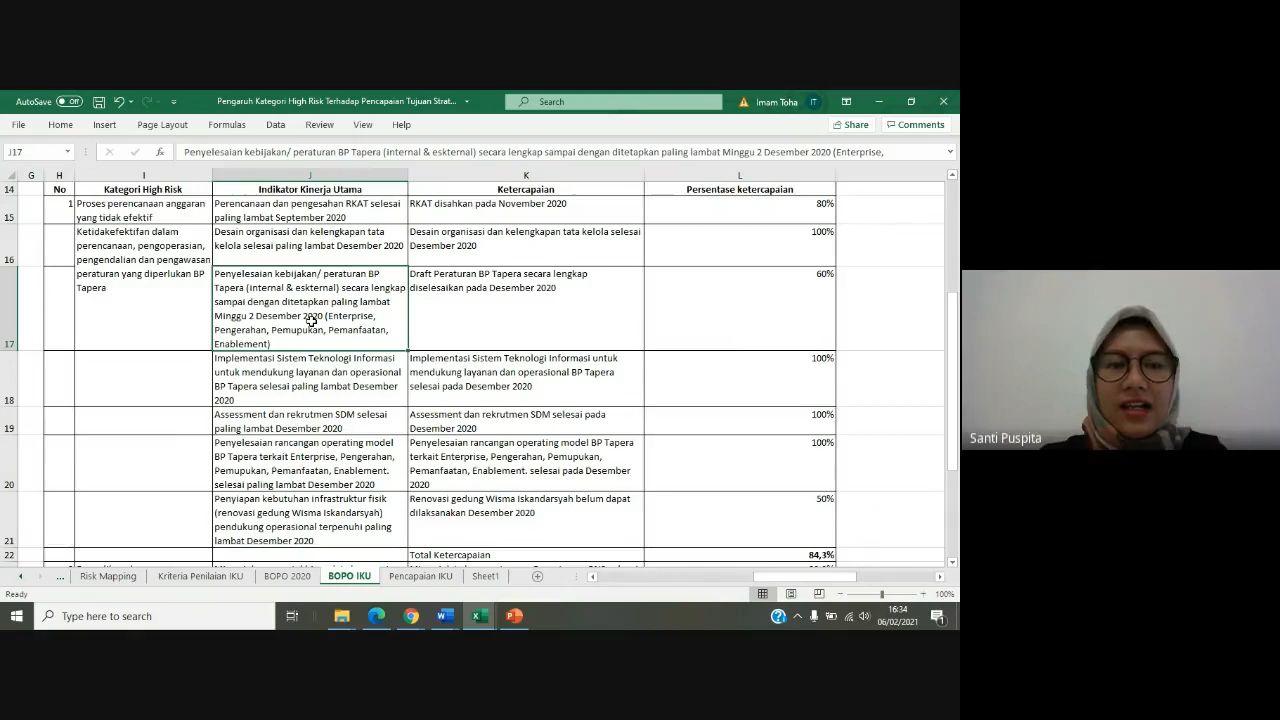 AutoSave Off
Pengaruh Kategori High Risk Terhadap Pencapaian Tujuan Strat...
Search
Imam Toha IT
File Home Insert Page Layout Formulas Data Review View Help
Share Comments
J17
fx
Penyelesaian kebijakan/ peraturan BP Tapera (internal & eskternal) secara lengkap sampai dengan ditetapkan paling lambat Minggu 2 Desember 2020 (Enterprise,
G H I J K L
14 No Kategori High Risk Indikator Kinerja Utama Ketercapaian Persentase ketercapaian
15
1 Proses perencanaan anggaran
yang tidak efektif
Perencanaan dan pengesahan RKAT selesai
paling lambat September 2020
RKAT disahkan pada November 2020
80%
16
Ketidakefektifan dalam
perencanaan, pengoperasian,
pengendalian dan pengawasan
peraturan yang diperlukan BP
Tapera
Desain organisasi dan kelengkapan tata
kelola selesai paling lambat Desember 2020
Desain organisasi dan kelengkapan tata kelola selesai
Desember 2020
100%
17
Penyelesaian kebijakan/ peraturan BP
Tapera (internal & eskternal) secara lengkap
sampai dengan ditetapkan paling lambat
Minggu 2 Desember 2020 (Enterprise,
Pengerahan, Pemupukan, Pemanfaatan,
Enablement)
Draft Peraturan BP Tapera secara lengkap
diselesaikan pada Desember 2020
60%
18
Implementasi Sistem Teknologi Informasi
untuk mendukung layanan dan operasional
BP Tapera selesai paling lambat Desember
2020
Implementasi Sistem Teknologi Informasi untuk
mendukung layanan dan operasional BP Tapera
selesai pada Desember 2020
100%
19
Assessment dan rekrutmen SDM selesai
paling lambat Desember 2020
Assessment dan rekrutmen SDM selesai pada
Desember 2020
100%
20
Penyelesaian rancangan operating model
BP Tapera terkait Enterprise, Pengerahan,
Pemupukan, Pemanfaatan, Enablement.
selesai paling lambat Desember 2020
Penyelesaian rancangan operating model BP Tapera
terkait Enterprise, Pengerahan, Pemupukan,
Pemanfaatan, Enablement. selesai pada Desember
2020
100%
21
Penyiapan kebutuhan infrastruktur fisik
(renovasi gedung Wisma Iskandarsyah)
pendukung operasional terpenuhi paling
lambat Desember 2020
Renovasi gedung Wisma Iskandarsyah belum dapat
dilaksanakan Desember 2020
50%
22 Total Ketercapaian 84,3%
... Risk Mapping Kriteria Penilaian IKU BOPO 2020 BOPO IKU Pencapaian IKU Sheet1
Ready
100%
Type here to search
16:34
06/02/2021
1
Santi Puspita